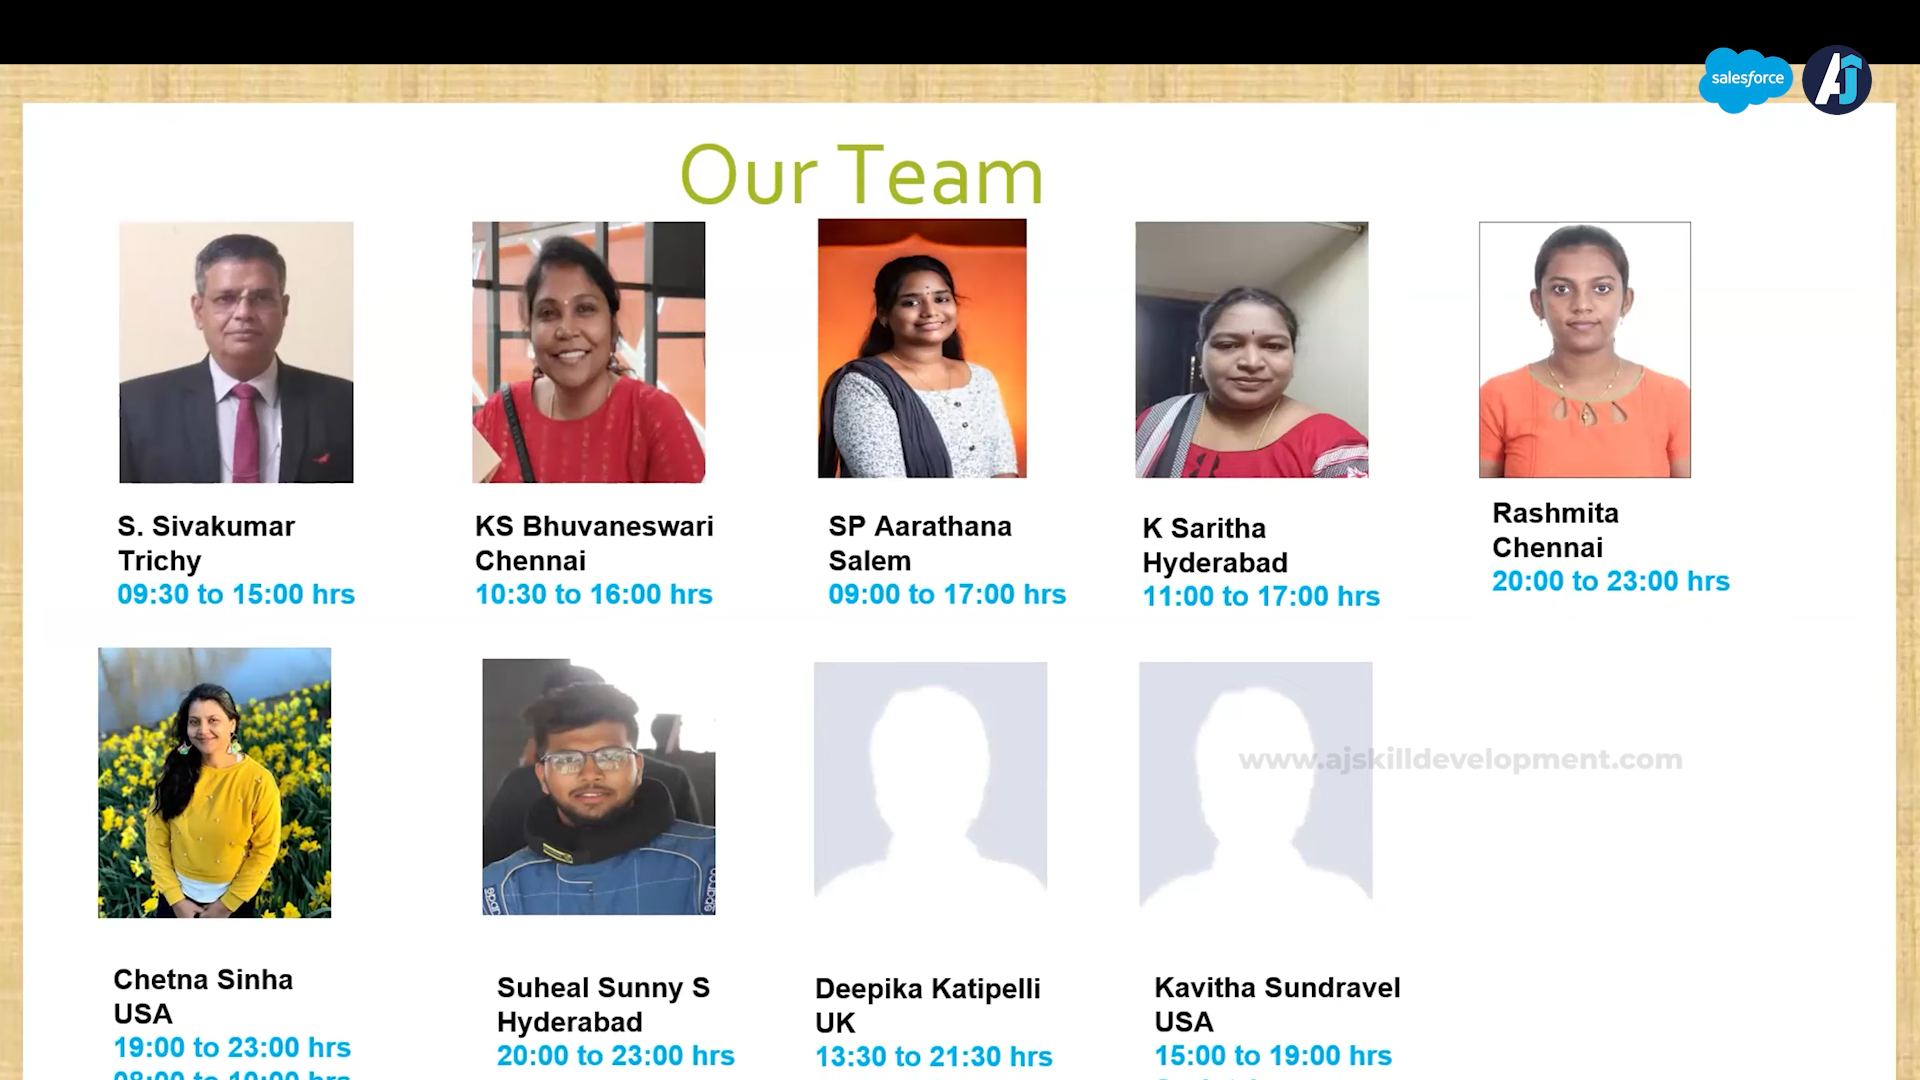 salesforce
AJ
Our Team
S. Sivakumar
Trichy
09:30 to 15:00 hrs
KS Bhuvaneswari
Chennai
10:30 to 16:00 hrs
SP Aarathana
Salem
09:00 to 17:00 hrs
K Saritha
Hyderabad
11:00 to 17:00 hrs
Rashmita
Chennai
20:00 to 23:00 hrs
sparco
sparco
www.ajskilldevelopment.com
Chetna Sinha
USA
19:00 to 23:00 hrs
Suheal Sunny S
Hyderabad
20:00 to 23:00 hrs
Deepika Katipelli
UK
13:30 to 21:30 hrs
Kavitha Sundravel
USA
15:00 to 19:00 hrs